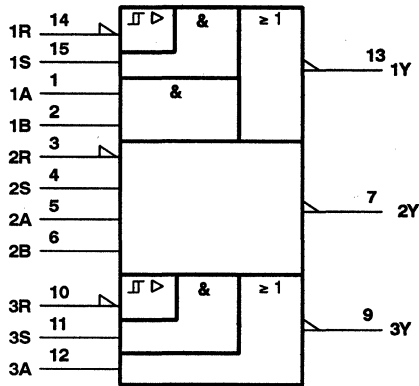 1R 14 & ≥ 1
1S 15 13 1Y
1A 1 &
1B 2
2R 3
2S 4 7 2Y
2A 5
2B 6
3R 10 & ≥ 1
3S 11 9 3Y
3A 12